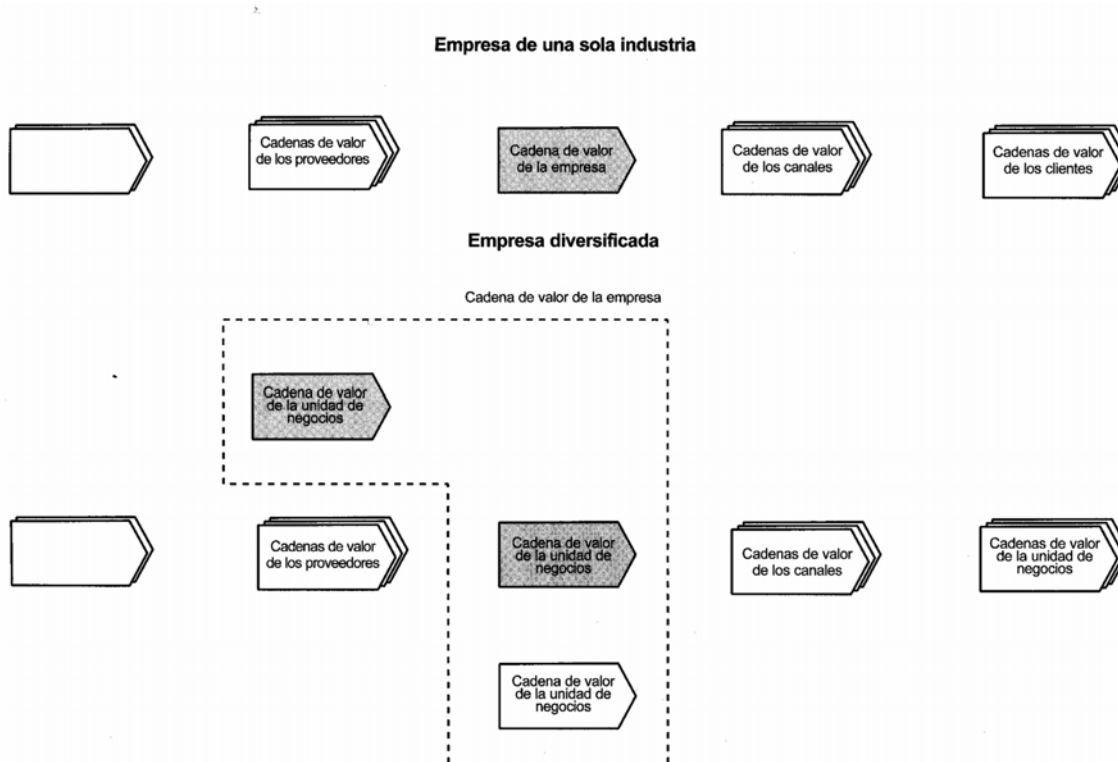 Empresa de una sola industria
Cadenas de valor
de los proveedores
Cadena de valor
de la empresa
Cadenas de valor
de los canales
Cadenas de valor
de los clientes
Empresa diversificada
Cadena de valor de la empresa
Cadena de valor
de la unidad de
negocios
Cadenas de valor
de los proveedores
Cadena de valor
de la unidad de
negocios
Cadenas de valor
de los canales
Cadenas de valor
de la unidad de
negocios
Cadena de valor
de la unidad de
negocios